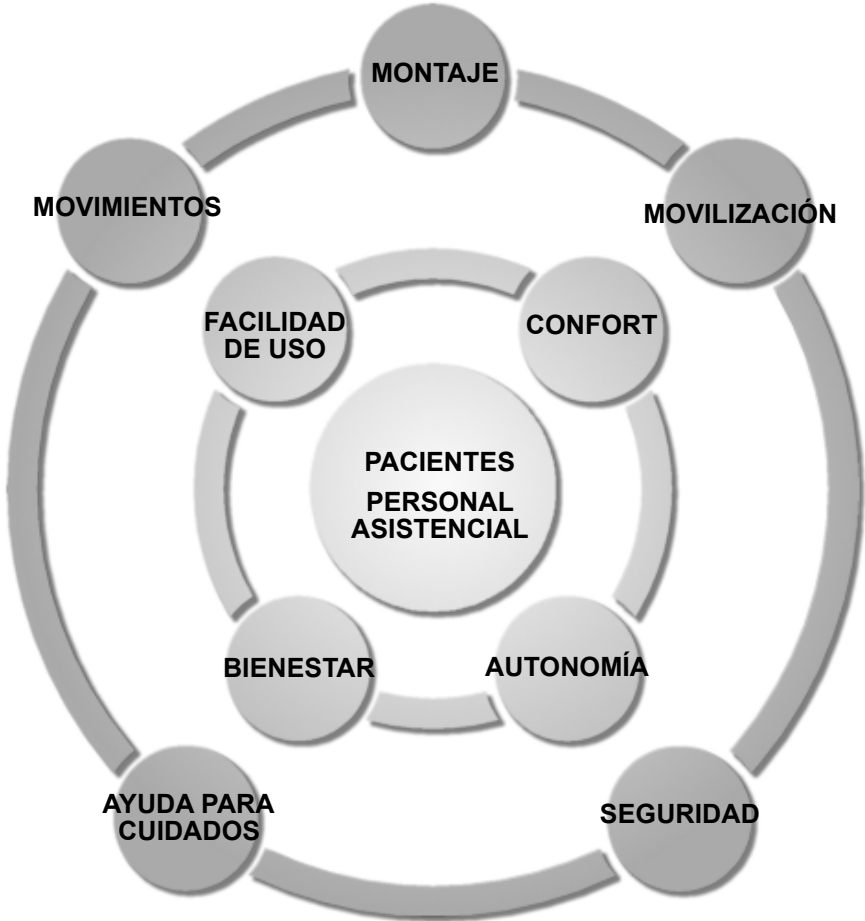 MONTAJE
MOVIMIENTOS
MOVILIZACIÓN
FACILIDAD
DE USO
CONFORT
PACIENTES
PERSONAL
ASISTENCIAL
BIENESTAR
AUTONOMÍA
AYUDA PARA
CUIDADOS
SEGURIDAD